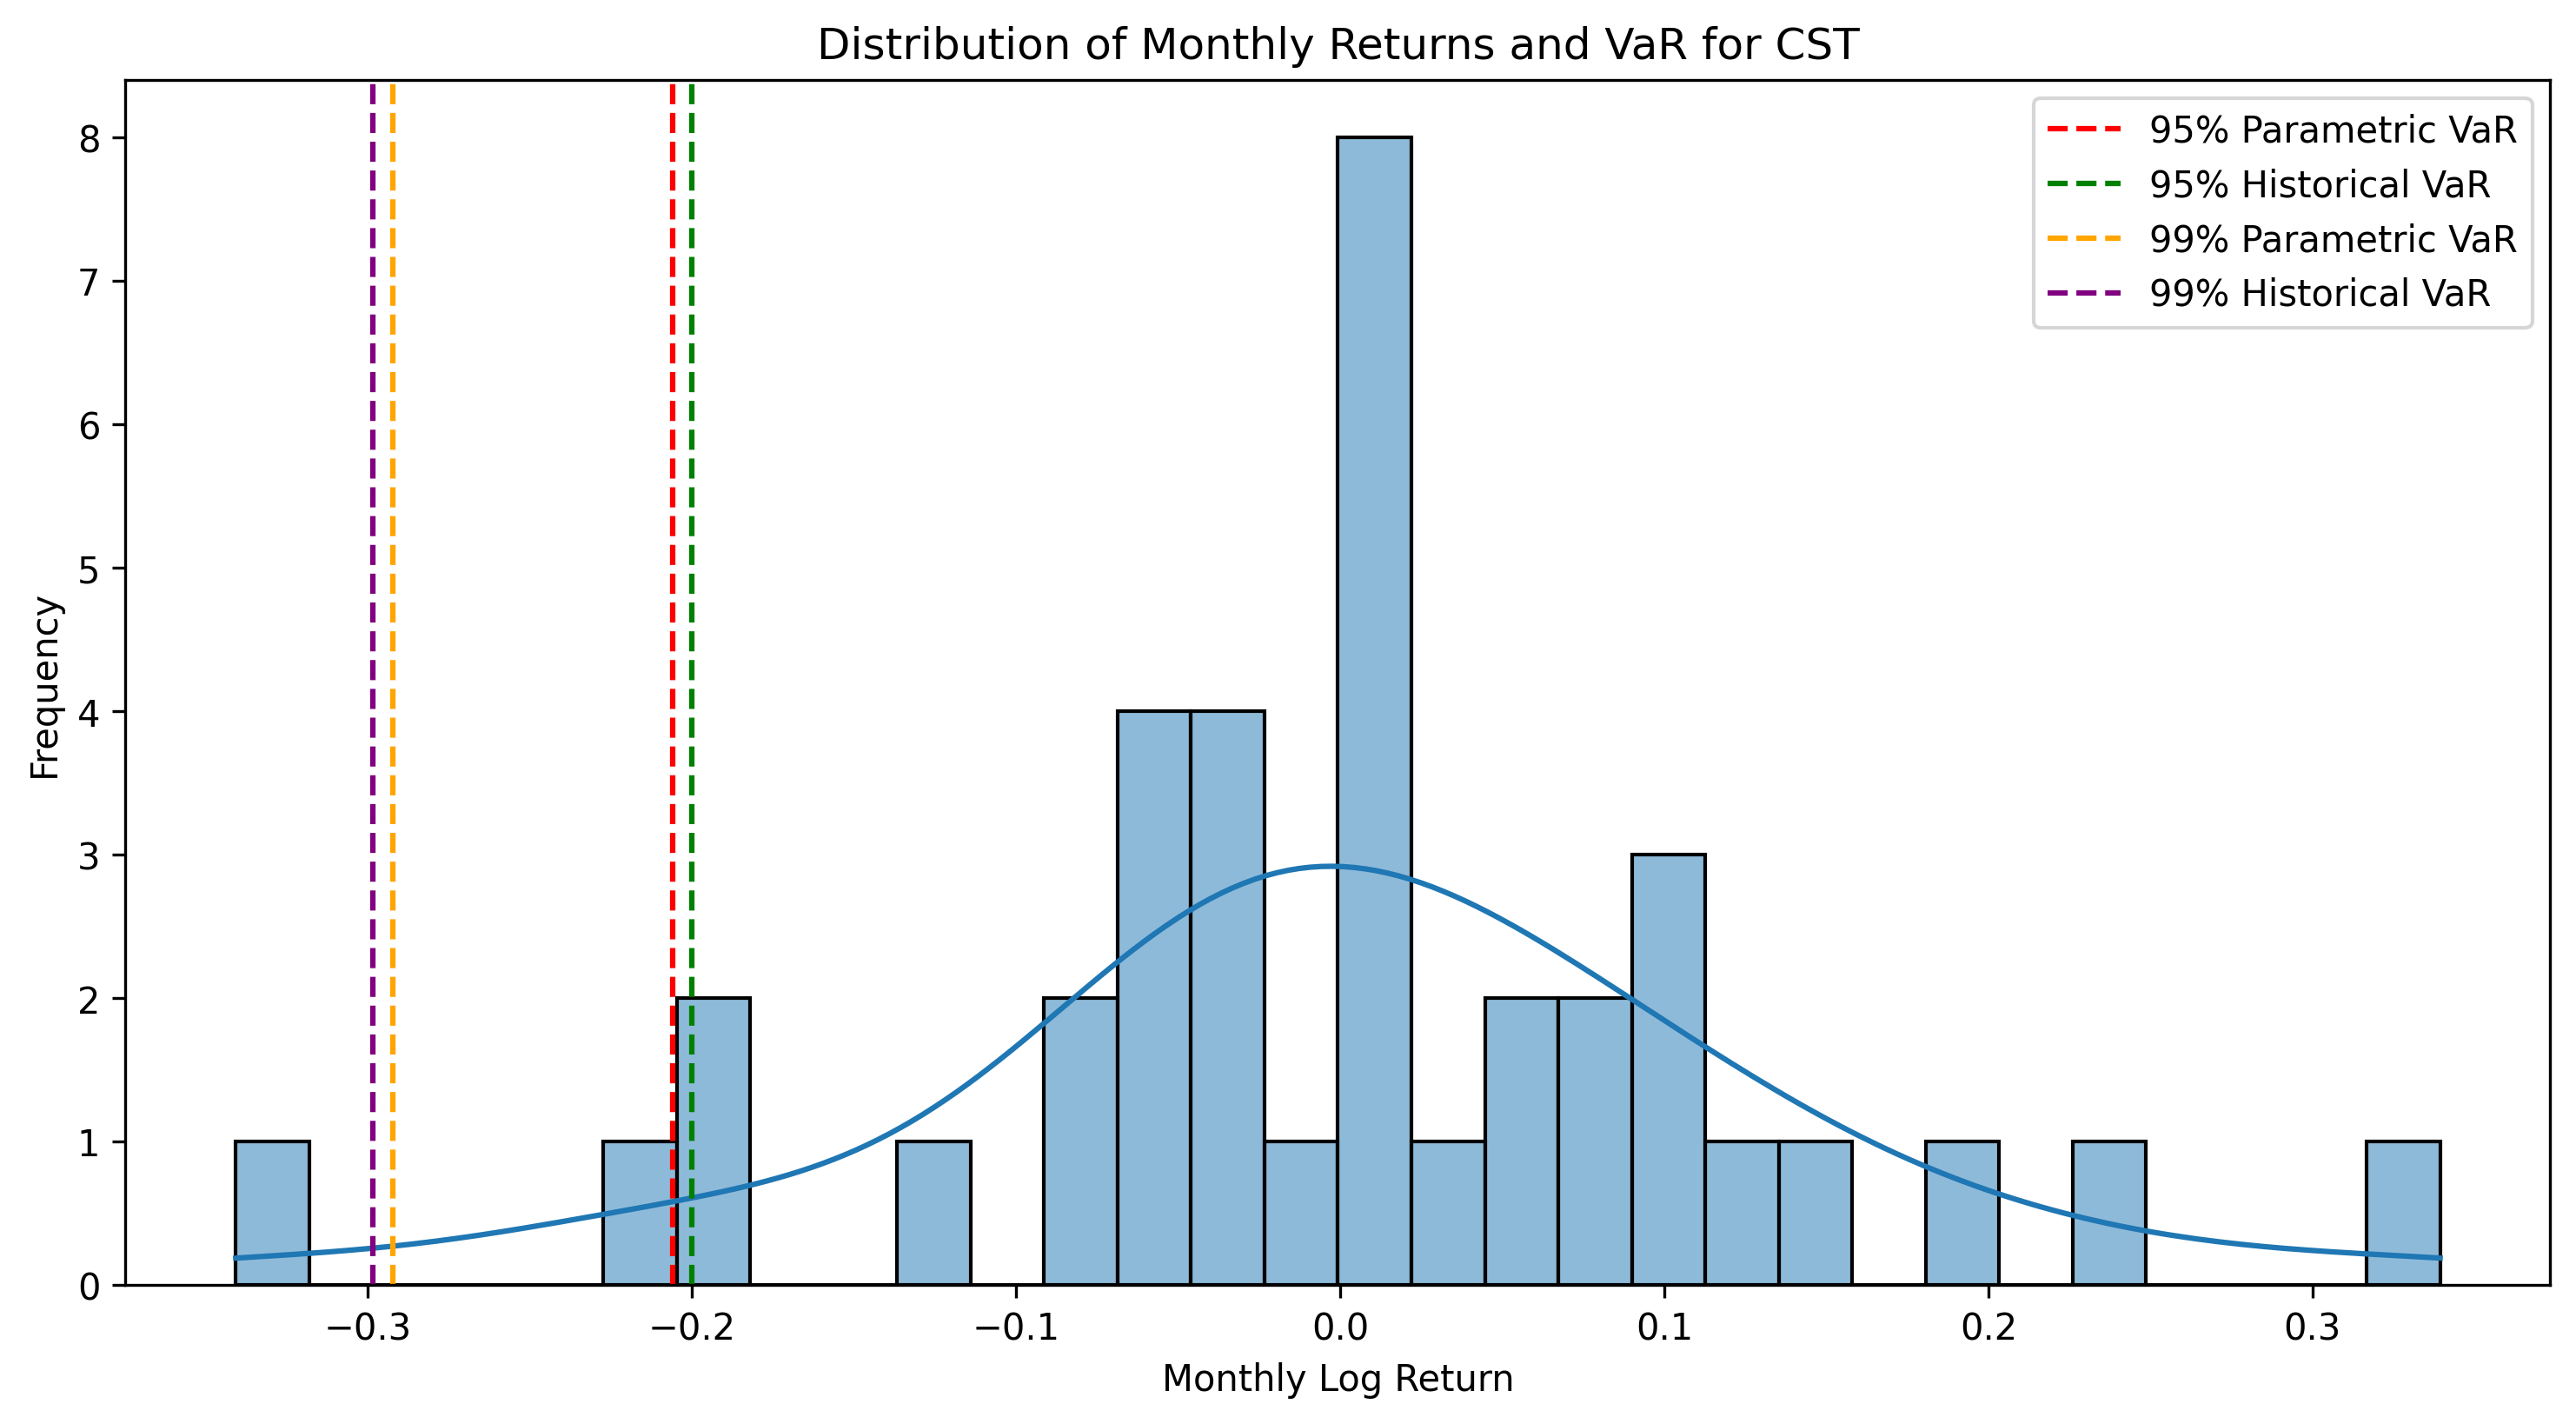 Distribution of Monthly Returns and VaR for CST
95% Parametric VaR
95% Historical VaR
99% Parametric VaR
99% Historical VaR
Frequency
8
7
6
5
4
3
2
1
0
−0.3 −0.2 −0.1 0.0 0.1 0.2 0.3
Monthly Log Return